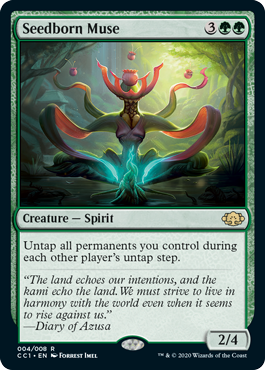 Seedborn Muse 3
Creature — Spirit
Untap all permanents you control during
each other player's untap step.
“The land echoes our intentions, and the
kami echo the land. We must strive to live in
harmony with the world even when it seems
to rise against us.”
—Diary of Azusa
2/4
004/008 R
CC1 • EN FORREST IMEL
™ & © 2020 Wizards of the Coast